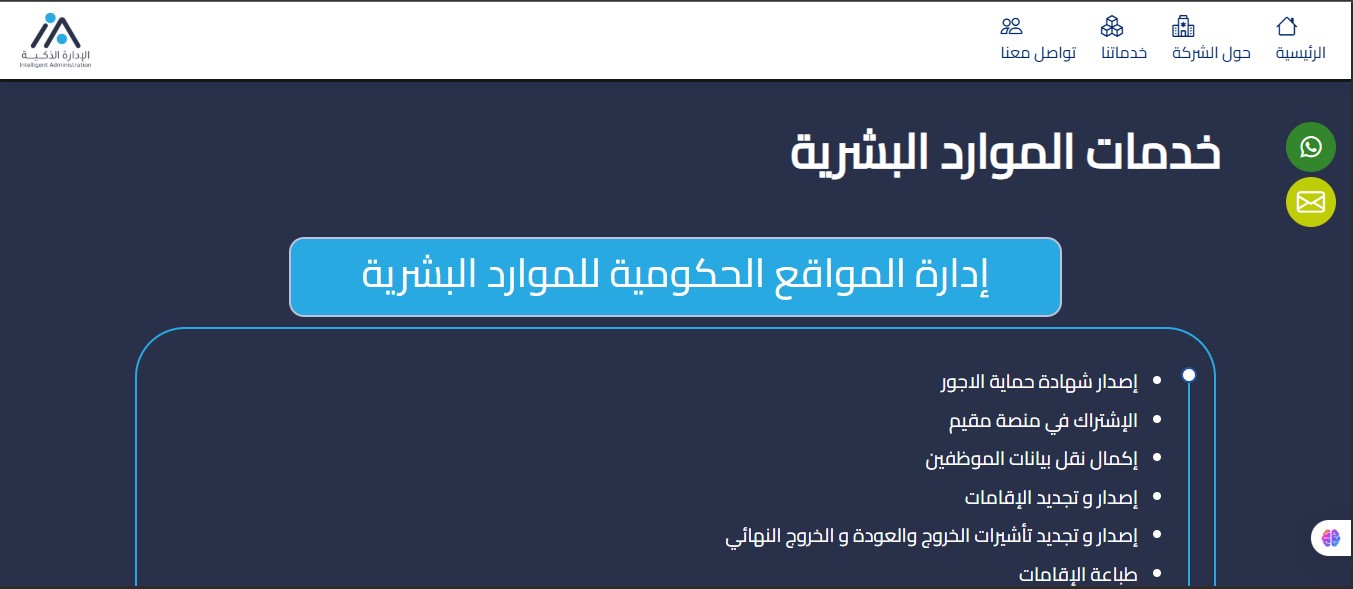 الرئيسية
حول الشركة
خدماتنا
تواصل معنا
الإدارة الذكيـــة
Intelligent Administration
خدمات الموارد البشرية
إدارة المواقع الحكومية للموارد البشرية
إصدار شهادة حماية الاجور
الإشتراك في منصة مقيم
إكمال نقل بيانات الموظفين
إصدار و تجديد الإقامات
إصدار و تجديد تأشيرات الخروج والعودة و الخروج النهائي
طباعة الإقامات